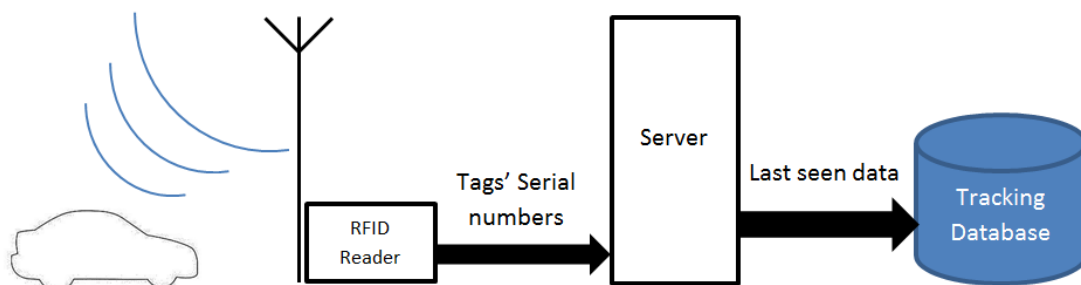 RFID
Reader
Tags' Serial
numbers
Server
Last seen data
Tracking
Database